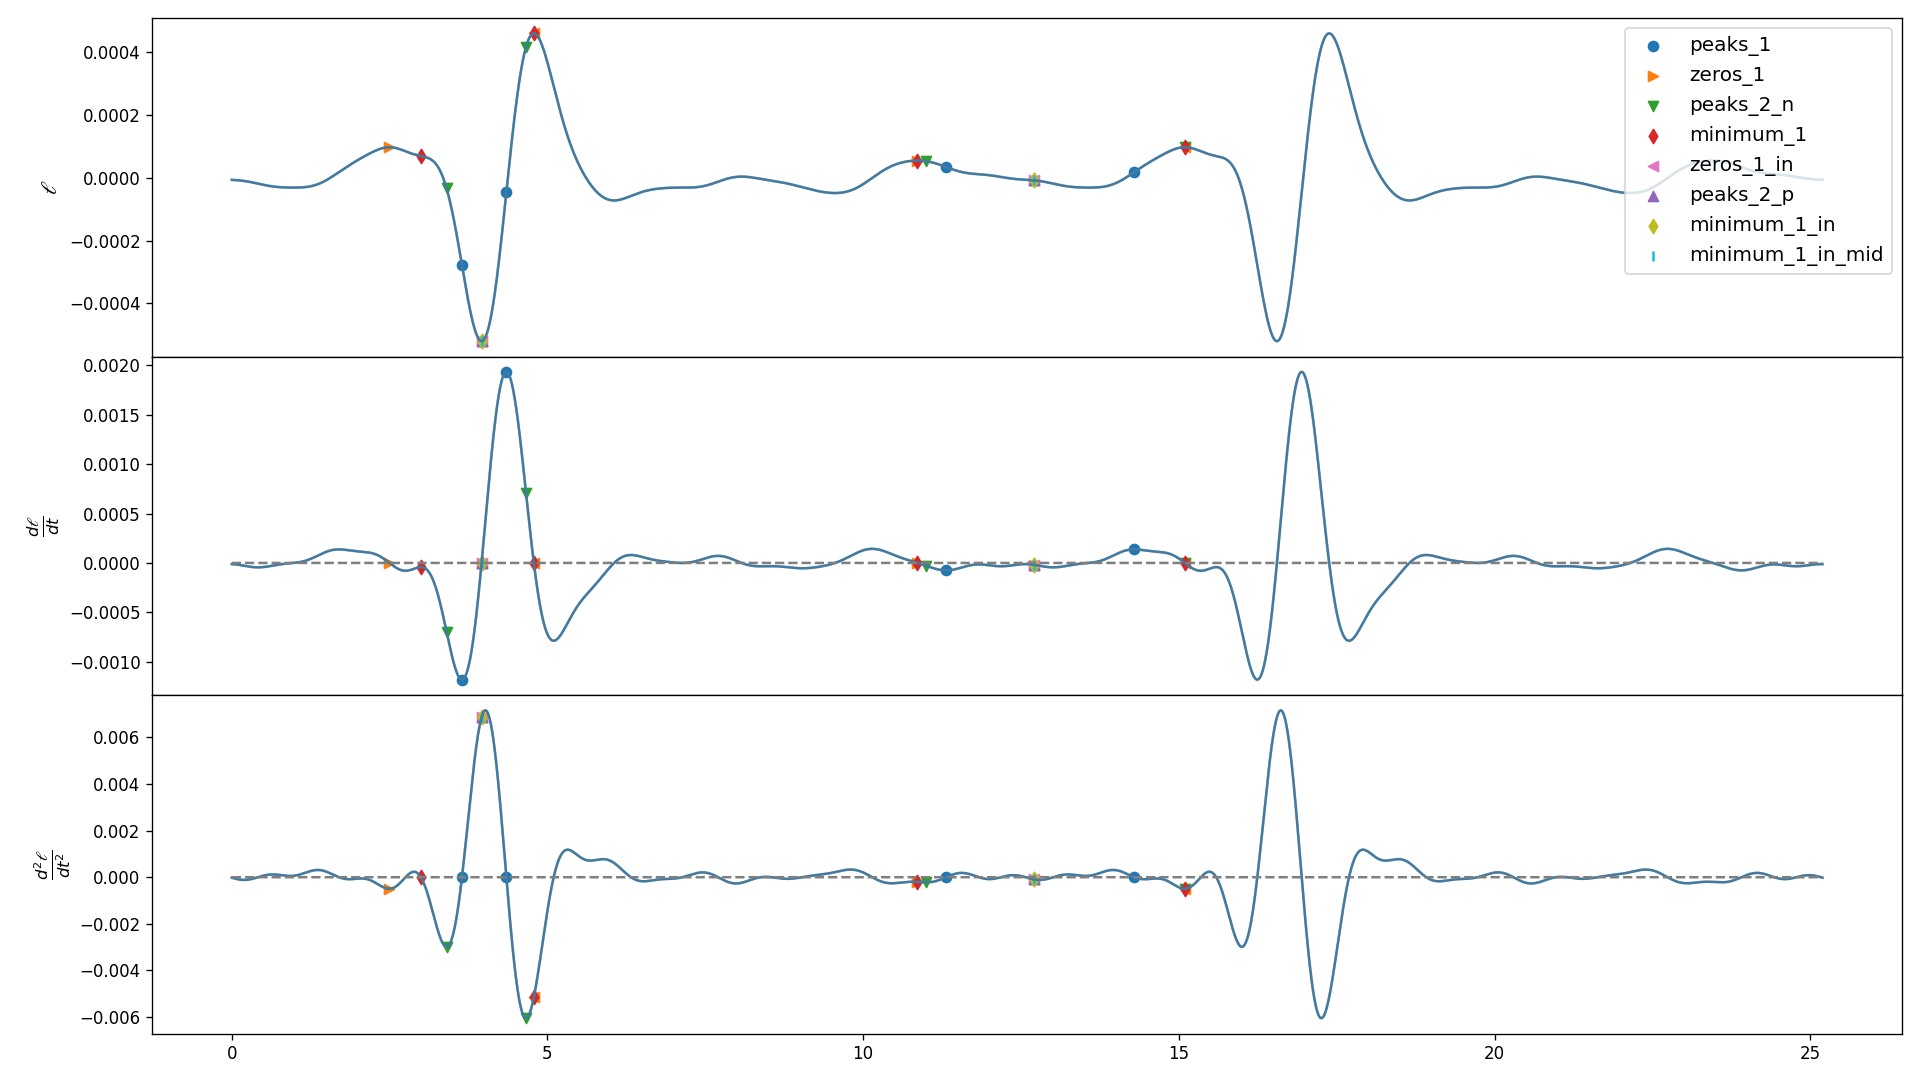 0.0004
0.0002
0.0000
−0.0002
−0.0004
ℓ
peaks_1
zeros_1
peaks_2_n
minimum_1
zeros_1_in
peaks_2_p
minimum_1_in
minimum_1_in_mid
0.0020
0.0015
0.0010
0.0005
0.0000
−0.0005
−0.0010
dℓ
dt
0.006
0.004
0.002
0.000
−0.002
−0.004
−0.006
d²ℓ
dt²
0 5 10 15 20 25